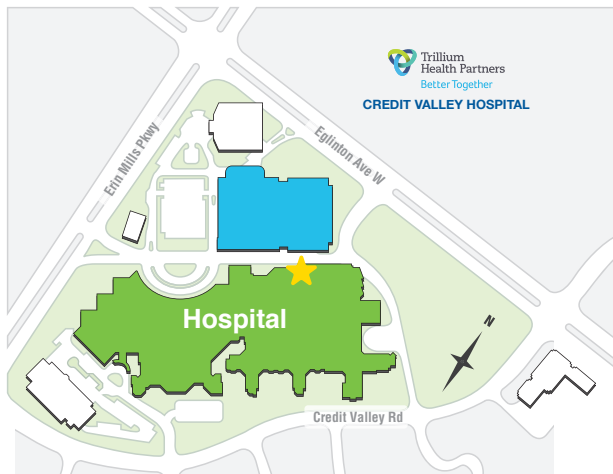 Trillium
Health Partners
Better Together
CREDIT VALLEY HOSPITAL
Erin Mills Pkwy
Eglinton Ave W
Hospital
N
Credit Valley Rd